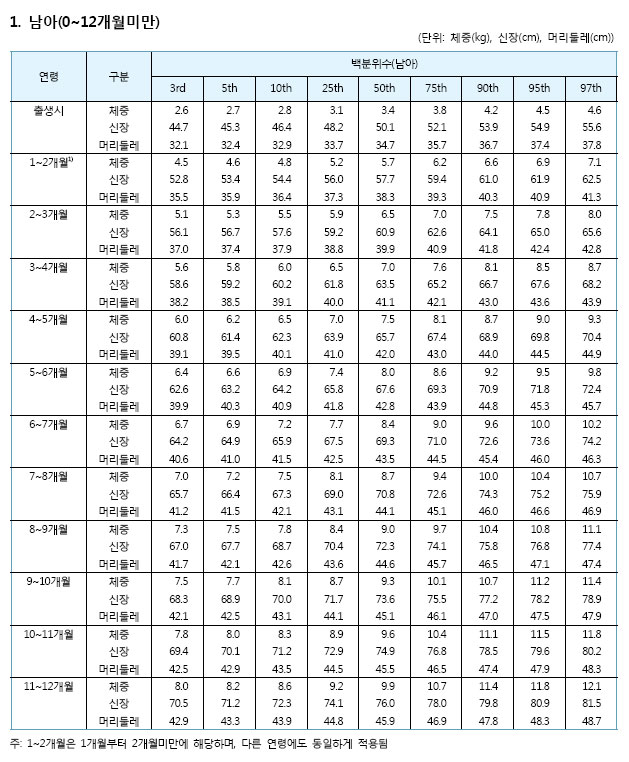 1. 남아(0~12개월미만)
(단위: 체중(kg), 신장(cm), 머리둘레(cm))
연령 구분 백분위수(남아)
3rd 5th 10th 25th 50th 75th 90th 95th 97th
출생시 체중 2.6 2.7 2.8 3.1 3.4 3.8 4.2 4.5 4.6
신장 44.7 45.3 46.4 48.2 50.1 52.1 53.9 54.9 55.6
머리둘레 32.1 32.4 32.9 33.7 34.7 35.7 36.7 37.4 37.8
1~2개월¹⁾ 체중 4.5 4.6 4.8 5.2 5.7 6.2 6.6 6.9 7.1
신장 52.8 53.4 54.4 56.0 57.7 59.4 61.0 61.9 62.5
머리둘레 35.5 35.9 36.4 37.3 38.3 39.3 40.3 40.9 41.3
2~3개월 체중 5.1 5.3 5.5 5.9 6.5 7.0 7.5 7.8 8.0
신장 56.1 56.7 57.6 59.2 60.9 62.6 64.1 65.0 65.6
머리둘레 37.0 37.4 37.9 38.8 39.9 40.9 41.8 42.4 42.8
3~4개월 체중 5.6 5.8 6.0 6.5 7.0 7.6 8.1 8.5 8.7
신장 58.6 59.2 60.2 61.8 63.5 65.2 66.7 67.6 68.2
머리둘레 38.2 38.5 39.1 40.0 41.1 42.1 43.0 43.6 43.9
4~5개월 체중 6.0 6.2 6.5 7.0 7.5 8.1 8.7 9.0 9.3
신장 60.8 61.4 62.3 63.9 65.7 67.4 68.9 69.8 70.4
머리둘레 39.1 39.5 40.1 41.0 42.0 43.0 44.0 44.5 44.9
5~6개월 체중 6.4 6.6 6.9 7.4 8.0 8.6 9.2 9.5 9.8
신장 62.6 63.2 64.2 65.8 67.6 69.3 70.9 71.8 72.4
머리둘레 39.9 40.3 40.9 41.8 42.8 43.9 44.8 45.3 45.7
6~7개월 체중 6.7 6.9 7.2 7.7 8.4 9.0 9.6 10.0 10.2
신장 64.2 64.9 65.9 67.5 69.3 71.0 72.6 73.6 74.2
머리둘레 40.6 41.0 41.5 42.5 43.5 44.5 45.4 46.0 46.3
7~8개월 체중 7.0 7.2 7.5 8.1 8.7 9.4 10.0 10.4 10.7
신장 65.7 66.4 67.3 69.0 70.8 72.6 74.3 75.2 75.9
머리둘레 41.2 41.5 42.1 43.1 44.1 45.1 46.0 46.6 46.9
8~9개월 체중 7.3 7.5 7.8 8.4 9.0 9.7 10.4 10.8 11.1
신장 67.0 67.7 68.7 70.4 72.3 74.1 75.8 76.8 77.4
머리둘레 41.7 42.1 42.6 43.6 44.6 45.7 46.5 47.1 47.4
9~10개월 체중 7.5 7.7 8.1 8.7 9.3 10.1 10.7 11.2 11.4
신장 68.3 68.9 70.0 71.7 73.6 75.5 77.2 78.2 78.9
머리둘레 42.1 42.5 43.1 44.1 45.1 46.1 47.0 47.5 47.9
10~11개월 체중 7.8 8.0 8.3 8.9 9.6 10.4 11.1 11.5 11.8
신장 69.4 70.1 71.2 72.9 74.9 76.8 78.5 79.6 80.2
머리둘레 42.5 42.9 43.5 44.5 45.5 46.5 47.4 47.9 48.3
11~12개월 체중 8.0 8.2 8.6 9.2 9.9 10.7 11.4 11.8 12.1
신장 70.5 71.2 72.3 74.1 76.0 78.0 79.8 80.9 81.5
머리둘레 42.9 43.3 43.9 44.8 45.9 46.9 47.8 48.3 48.7
주: 1~2개월은 1개월부터 2개월미만에 해당하며, 다른 연령에도 동일하게 적용됨